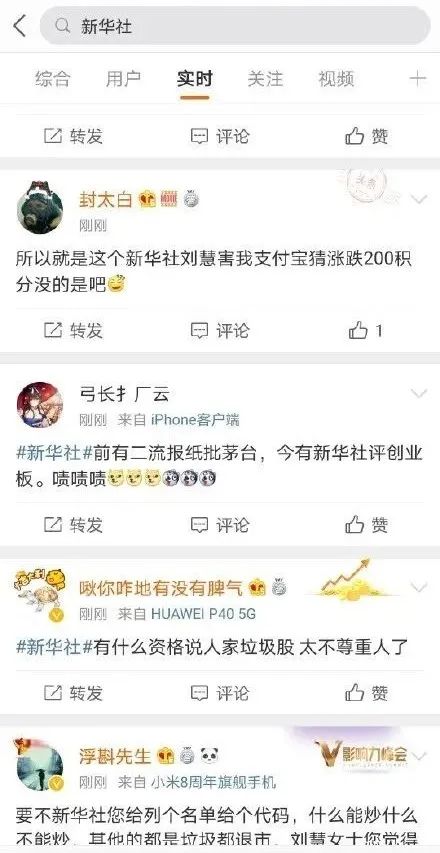 新华社
综合 用户 实时 关注 视频
转发 评论 赞
封太白
刚刚
所以就是这个新华社刘慧害我支付宝猜涨跌200积
分没的是吧
转发 评论 1
弓长扌厂云
刚刚 来自 iPhone客户端
#新华社#前有二流报纸批茅台，今有新华社评创业
板。啧啧啧
转发 评论 赞
啾你咋地有没有脾气
刚刚 来自 HUAWEI P40 5G
#新华社#有什么资格说人家垃圾股 太不尊重人了
转发 评论 赞
浮斟先生
影响力峰会
刚刚 来自 小米8周年旗舰手机
要不新华社您给列个名单给个代码，什么能炒什么
不能炒，其他的都是垃圾都退市，刘慧女士您觉得